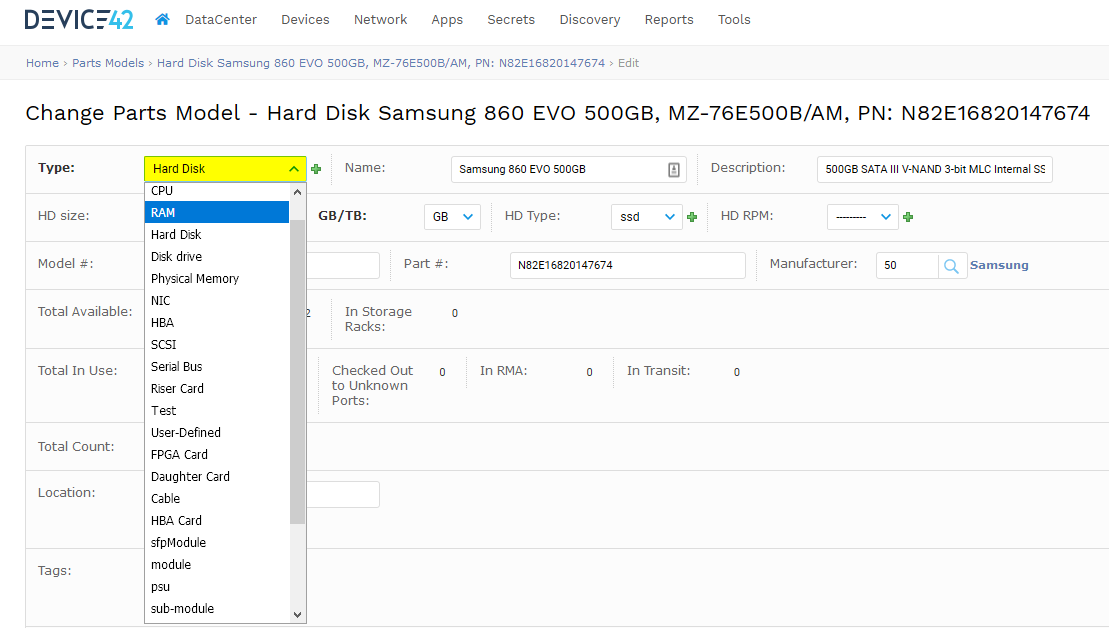 DEVICE42 DataCenter Devices Network Apps Secrets Discovery Reports Tools
Home › Parts Models › Hard Disk Samsung 860 EVO 500GB, MZ-76E500B/AM, PN: N82E16820147674 › Edit
Change Parts Model - Hard Disk Samsung 860 EVO 500GB, MZ-76E500B/AM, PN: N82E16820147674
Type: Hard Disk Name: Samsung 860 EVO 500GB Description: 500GB SATA III V-NAND 3-bit MLC Internal SS
CPU
RAM
Hard Disk
Disk drive
Physical Memory
NIC
HBA
SCSI
Serial Bus
Riser Card
Test
User-Defined
FPGA Card
Daughter Card
Cable
HBA Card
sfpModule
module
psu
sub-module
HD size: GB/TB: GB HD Type: ssd HD RPM: ---------
Model #: Part #: N82E16820147674 Manufacturer: 50 Samsung
Total Available: 2 In Storage
Racks: 0
Total In Use: Checked Out
to Unknown
Ports: 0 In RMA: 0 In Transit: 0
Total Count:
Location:
Tags: